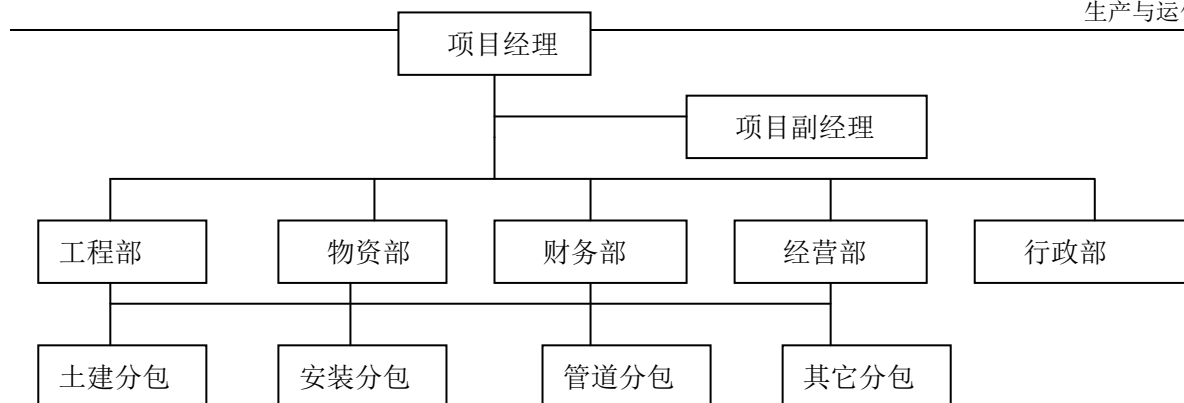 生产与运
项目经理
项目副经理
工程部 物资部 财务部 经营部 行政部
土建分包 安装分包 管道分包 其它分包